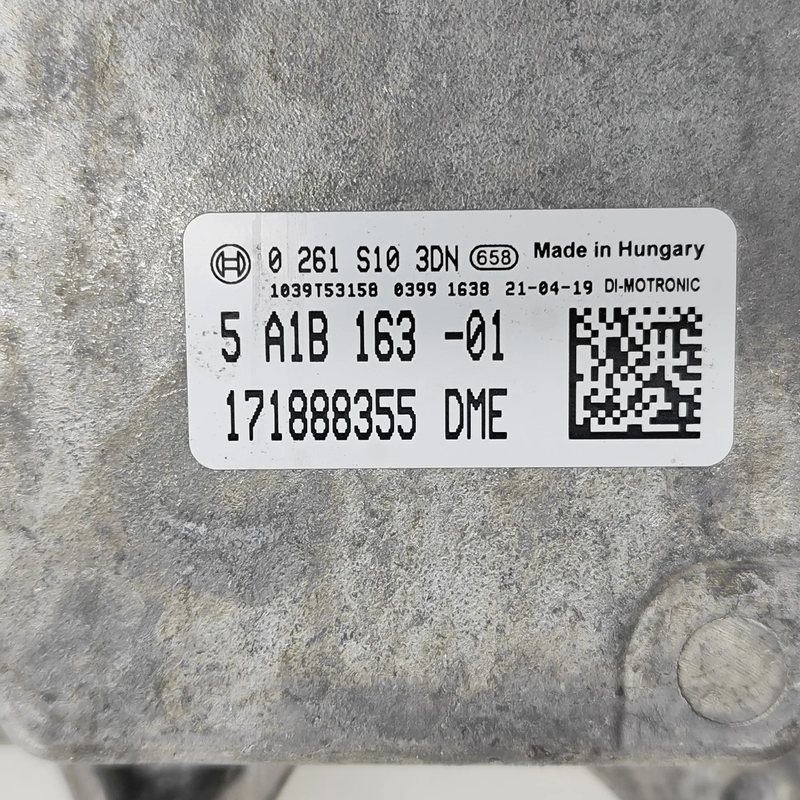 0 261 S10 3DN 658 Made in Hungary
1039T53158 0399 1638 21-04-19 DI-MOTRONIC
5 A1B 163 -01
171888355 DME